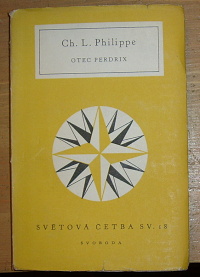 Ch. L. Philippe
OTEC PERDRIX
SVĚTOVÁ ČETBA SV. 18
SVOBODA